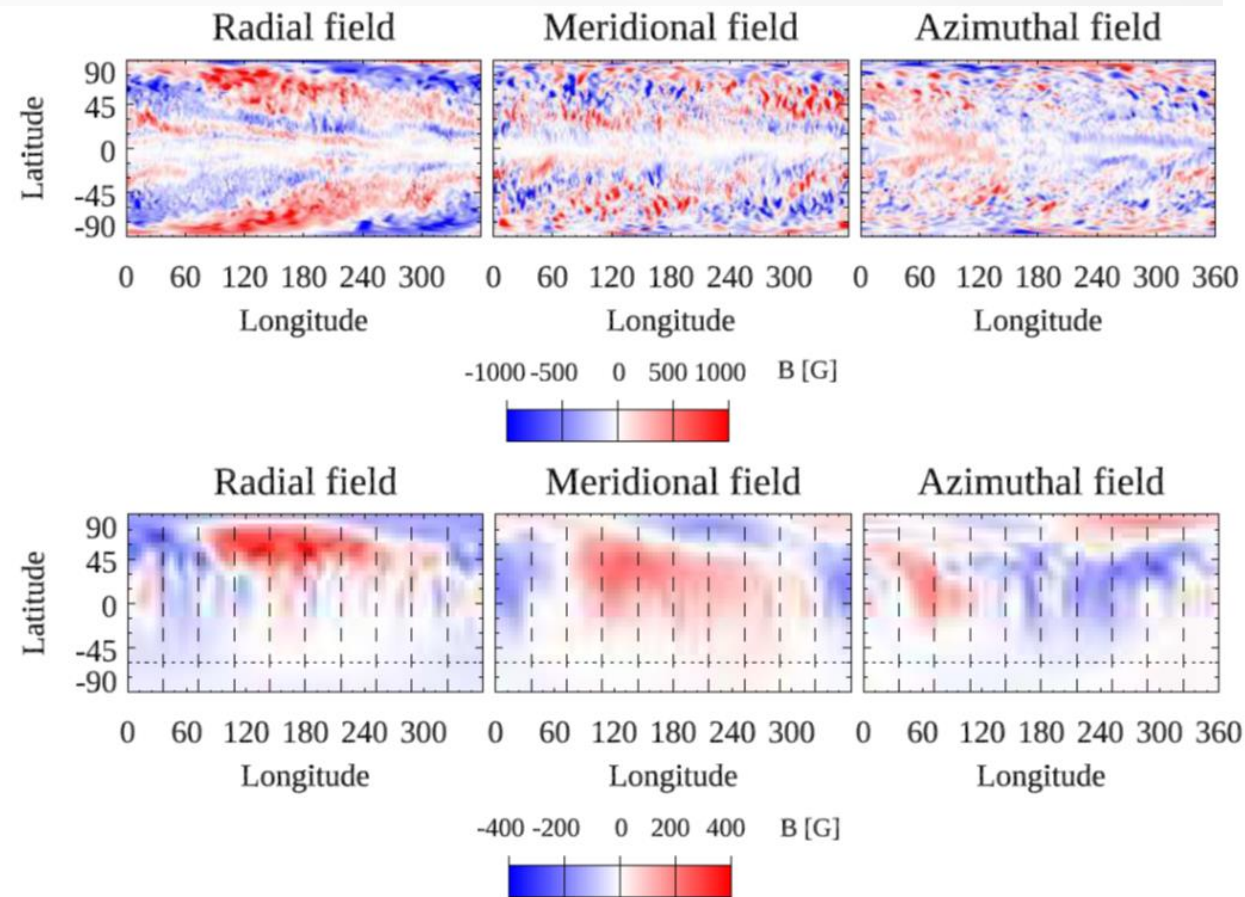 Radial field Meridional field Azimuthal field
Latitude
90
45
0
-45
-90
0 60 120 180 240 300 0 60 120 180 240 300 0 60 120 180 240 300 360
Longitude Longitude Longitude
-1000 -500 0 500 1000 B [G]
Radial field Meridional field Azimuthal field
Latitude
90
45
0
-45
-90
0 60 120 180 240 300 0 60 120 180 240 300 0 60 120 180 240 300 360
Longitude Longitude Longitude
-400 -200 0 200 400 B [G]